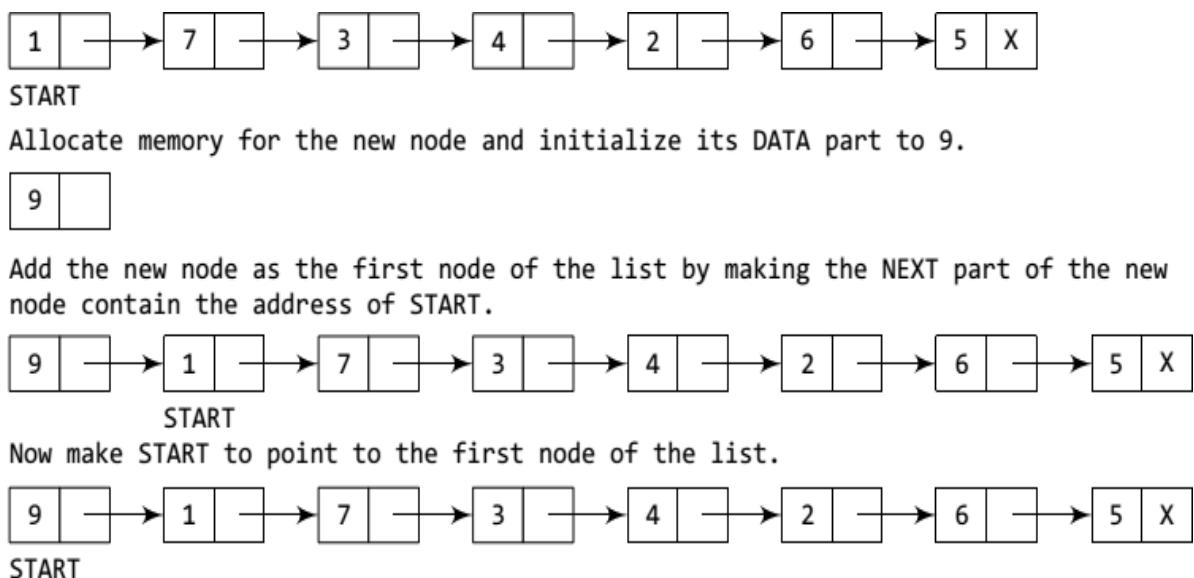 1 7 3 4 2 6 5 X
START
Allocate memory for the new node and initialize its DATA part to 9.
9
Add the new node as the first node of the list by making the NEXT part of the new
node contain the address of START.
9 1 7 3 4 2 6 5 X
START
Now make START to point to the first node of the list.
9 1 7 3 4 2 6 5 X
START